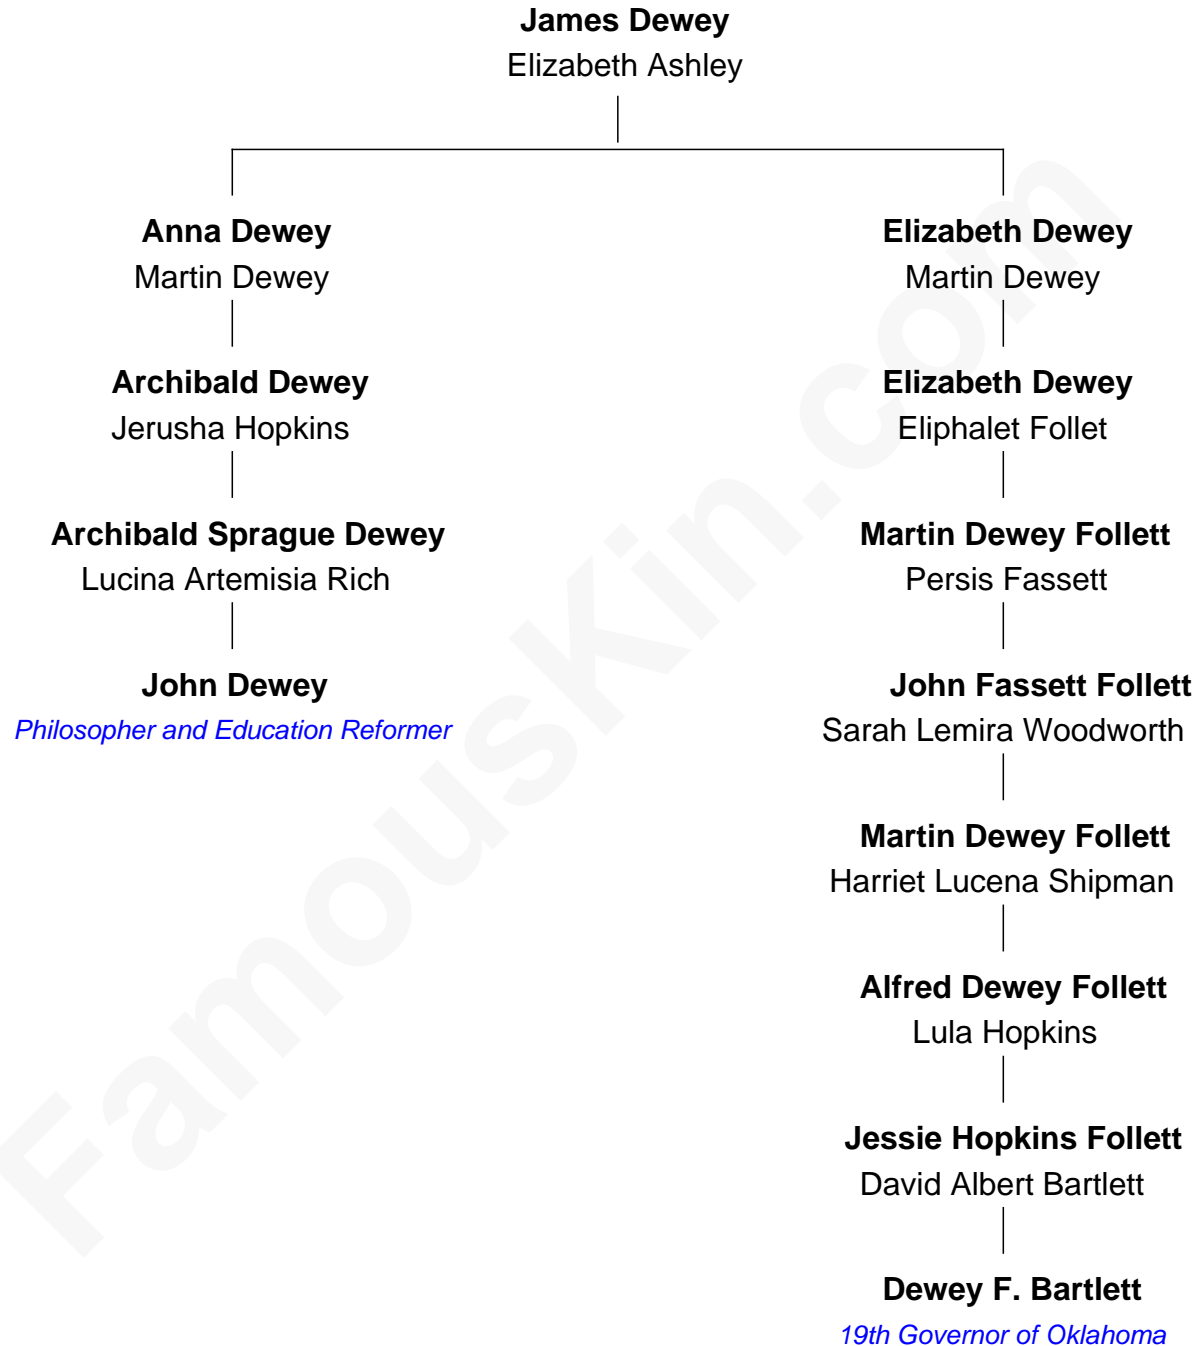 James Dewey
Elizabeth Ashley
Anna Dewey
Martin Dewey
Archibald Dewey
Jerusha Hopkins
Archibald Sprague Dewey
Lucina Artemisia Rich
John Dewey
Philosopher and Education Reformer
Elizabeth Dewey
Martin Dewey
Elizabeth Dewey
Eliphalet Follet
Martin Dewey Follett
Persis Fassett
John Fassett Follett
Sarah Lemira Woodworth
Martin Dewey Follett
Harriet Lucena Shipman
Alfred Dewey Follett
Lula Hopkins
Jessie Hopkins Follett
David Albert Bartlett
Dewey F. Bartlett
19th Governor of Oklahoma
FamousKin.com